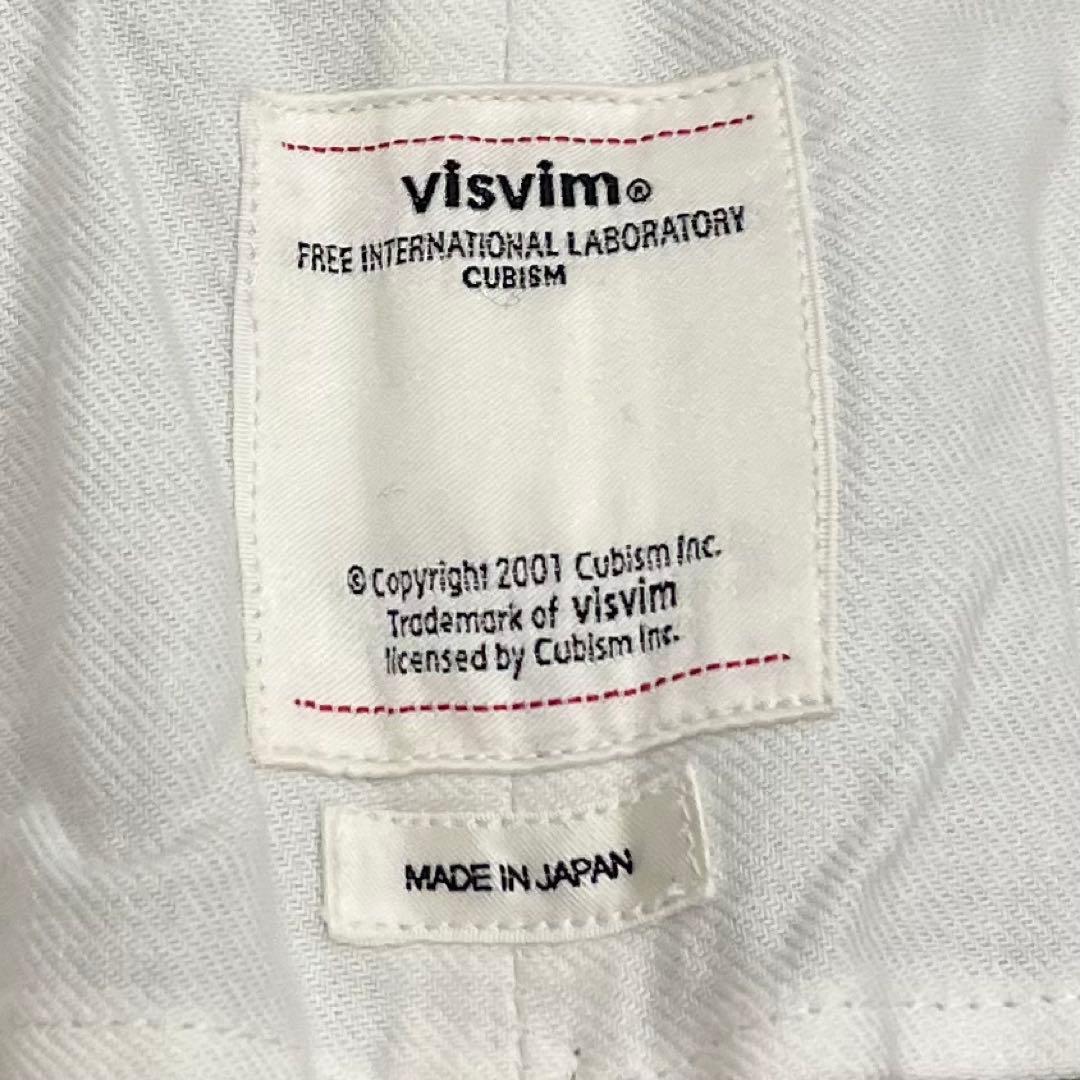 visvim®
FREE INTERNATIONAL LABORATORY
CUBISM
©Copyright 2001 Cubism Inc.
Trademark of visvim
licensed by Cubism Inc.
MADE IN JAPAN